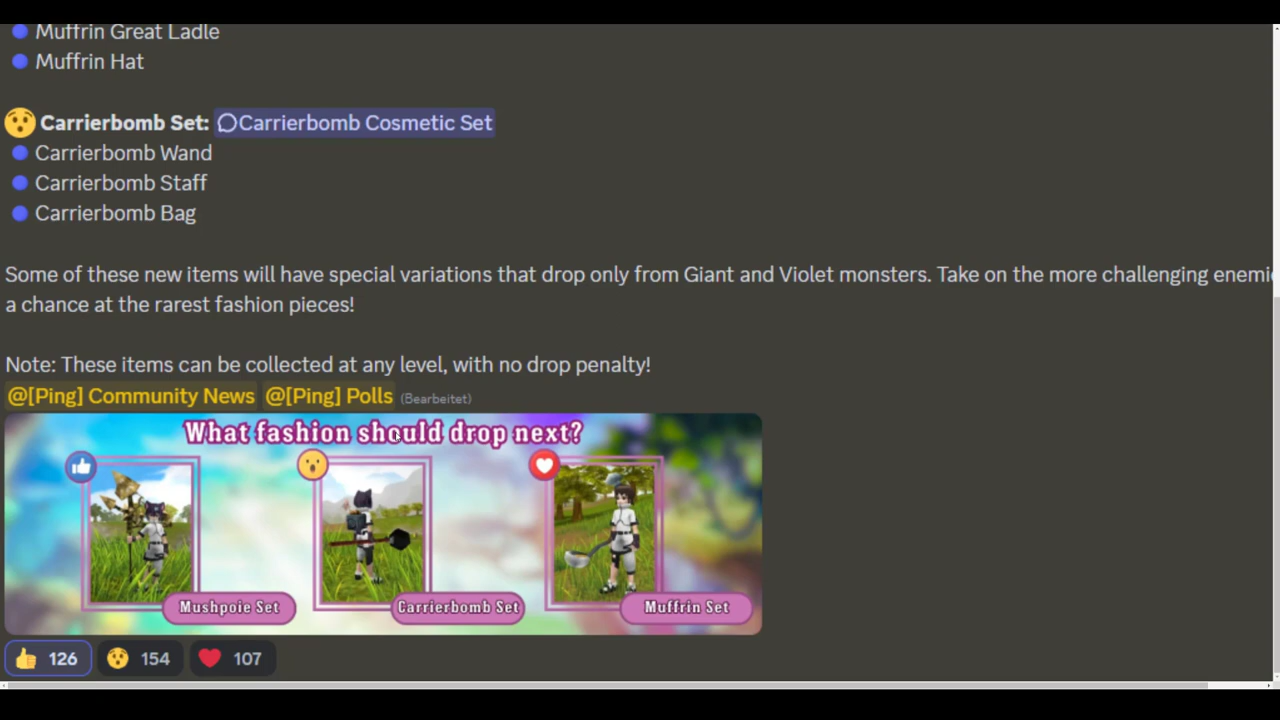 Muffrin Great Ladle
Muffrin Hat
Carrierbomb Set: Carrierbomb Cosmetic Set
Carrierbomb Wand
Carrierbomb Staff
Carrierbomb Bag
Some of these new items will have special variations that drop only from Giant and Violet monsters. Take on the more challenging enemie
a chance at the rarest fashion pieces!
Note: These items can be collected at any level, with no drop penalty!
@[Ping] Community News @[Ping] Polls (Bearbeitet)
What fashion should drop next?
Mushpoie Set Carrierbomb Set Muffrin Set
126 154 107